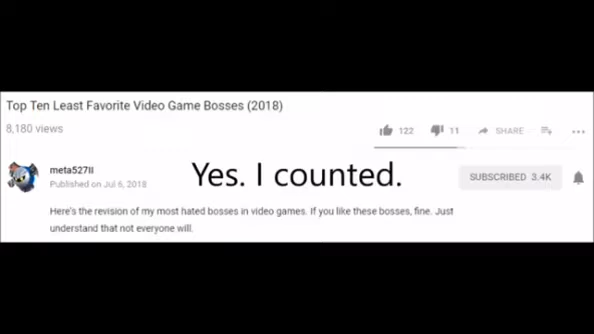 Top Ten Least Favorite Video Game Bosses (2018)
8,180 views
122 11 SHARE
meta527II
Published on Jul 6, 2018
Yes. I counted.
SUBSCRIBED 3.4K
Here's the revision of my most hated bosses in video games. If you like these bosses, fine. Just
understand that not everyone will.